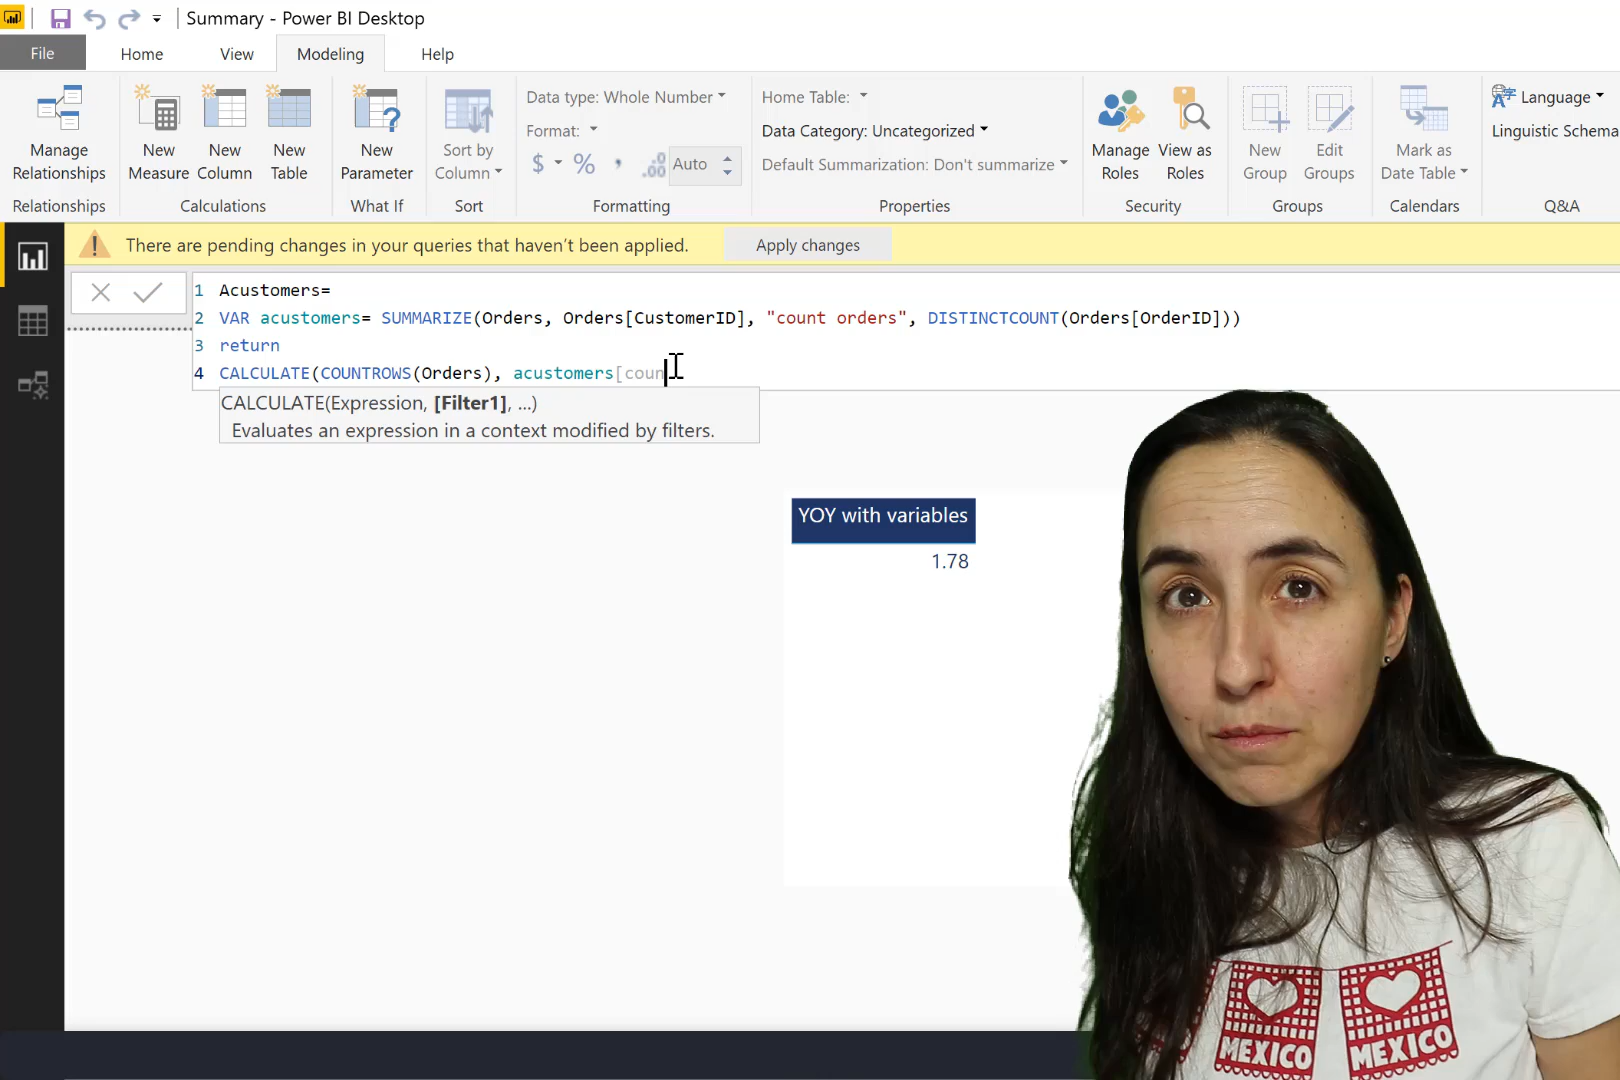 Summary - Power BI Desktop
File
Home
View
Modeling
Help
Manage
Relationships
New
Measure
New
Column
New
Table
New
Parameter
Sort by
Column
Data type: Whole Number
Format:
$ % , .00 Auto
Home Table:
Data Category: Uncategorized
Default Summarization: Don't summarize
Manage
Roles
View as
Roles
New
Group
Edit
Groups
Mark as
Date Table
Language
Linguistic Schema
Relationships
Calculations
What If
Sort
Formatting
Properties
Security
Groups
Calendars
Q&A
There are pending changes in your queries that haven't been applied.
Apply changes
1 Acustomers=
2 VAR acustomers= SUMMARIZE(Orders, Orders[CustomerID], "count orders", DISTINCTCOUNT(Orders[OrderID]))
3 return
4 CALCULATE(COUNTROWS(Orders), acustomers[coun
CALCULATE(Expression, [Filter1], ...)
Evaluates an expression in a context modified by filters.
YOY with variables
1.78
MEXICO
MEXICO